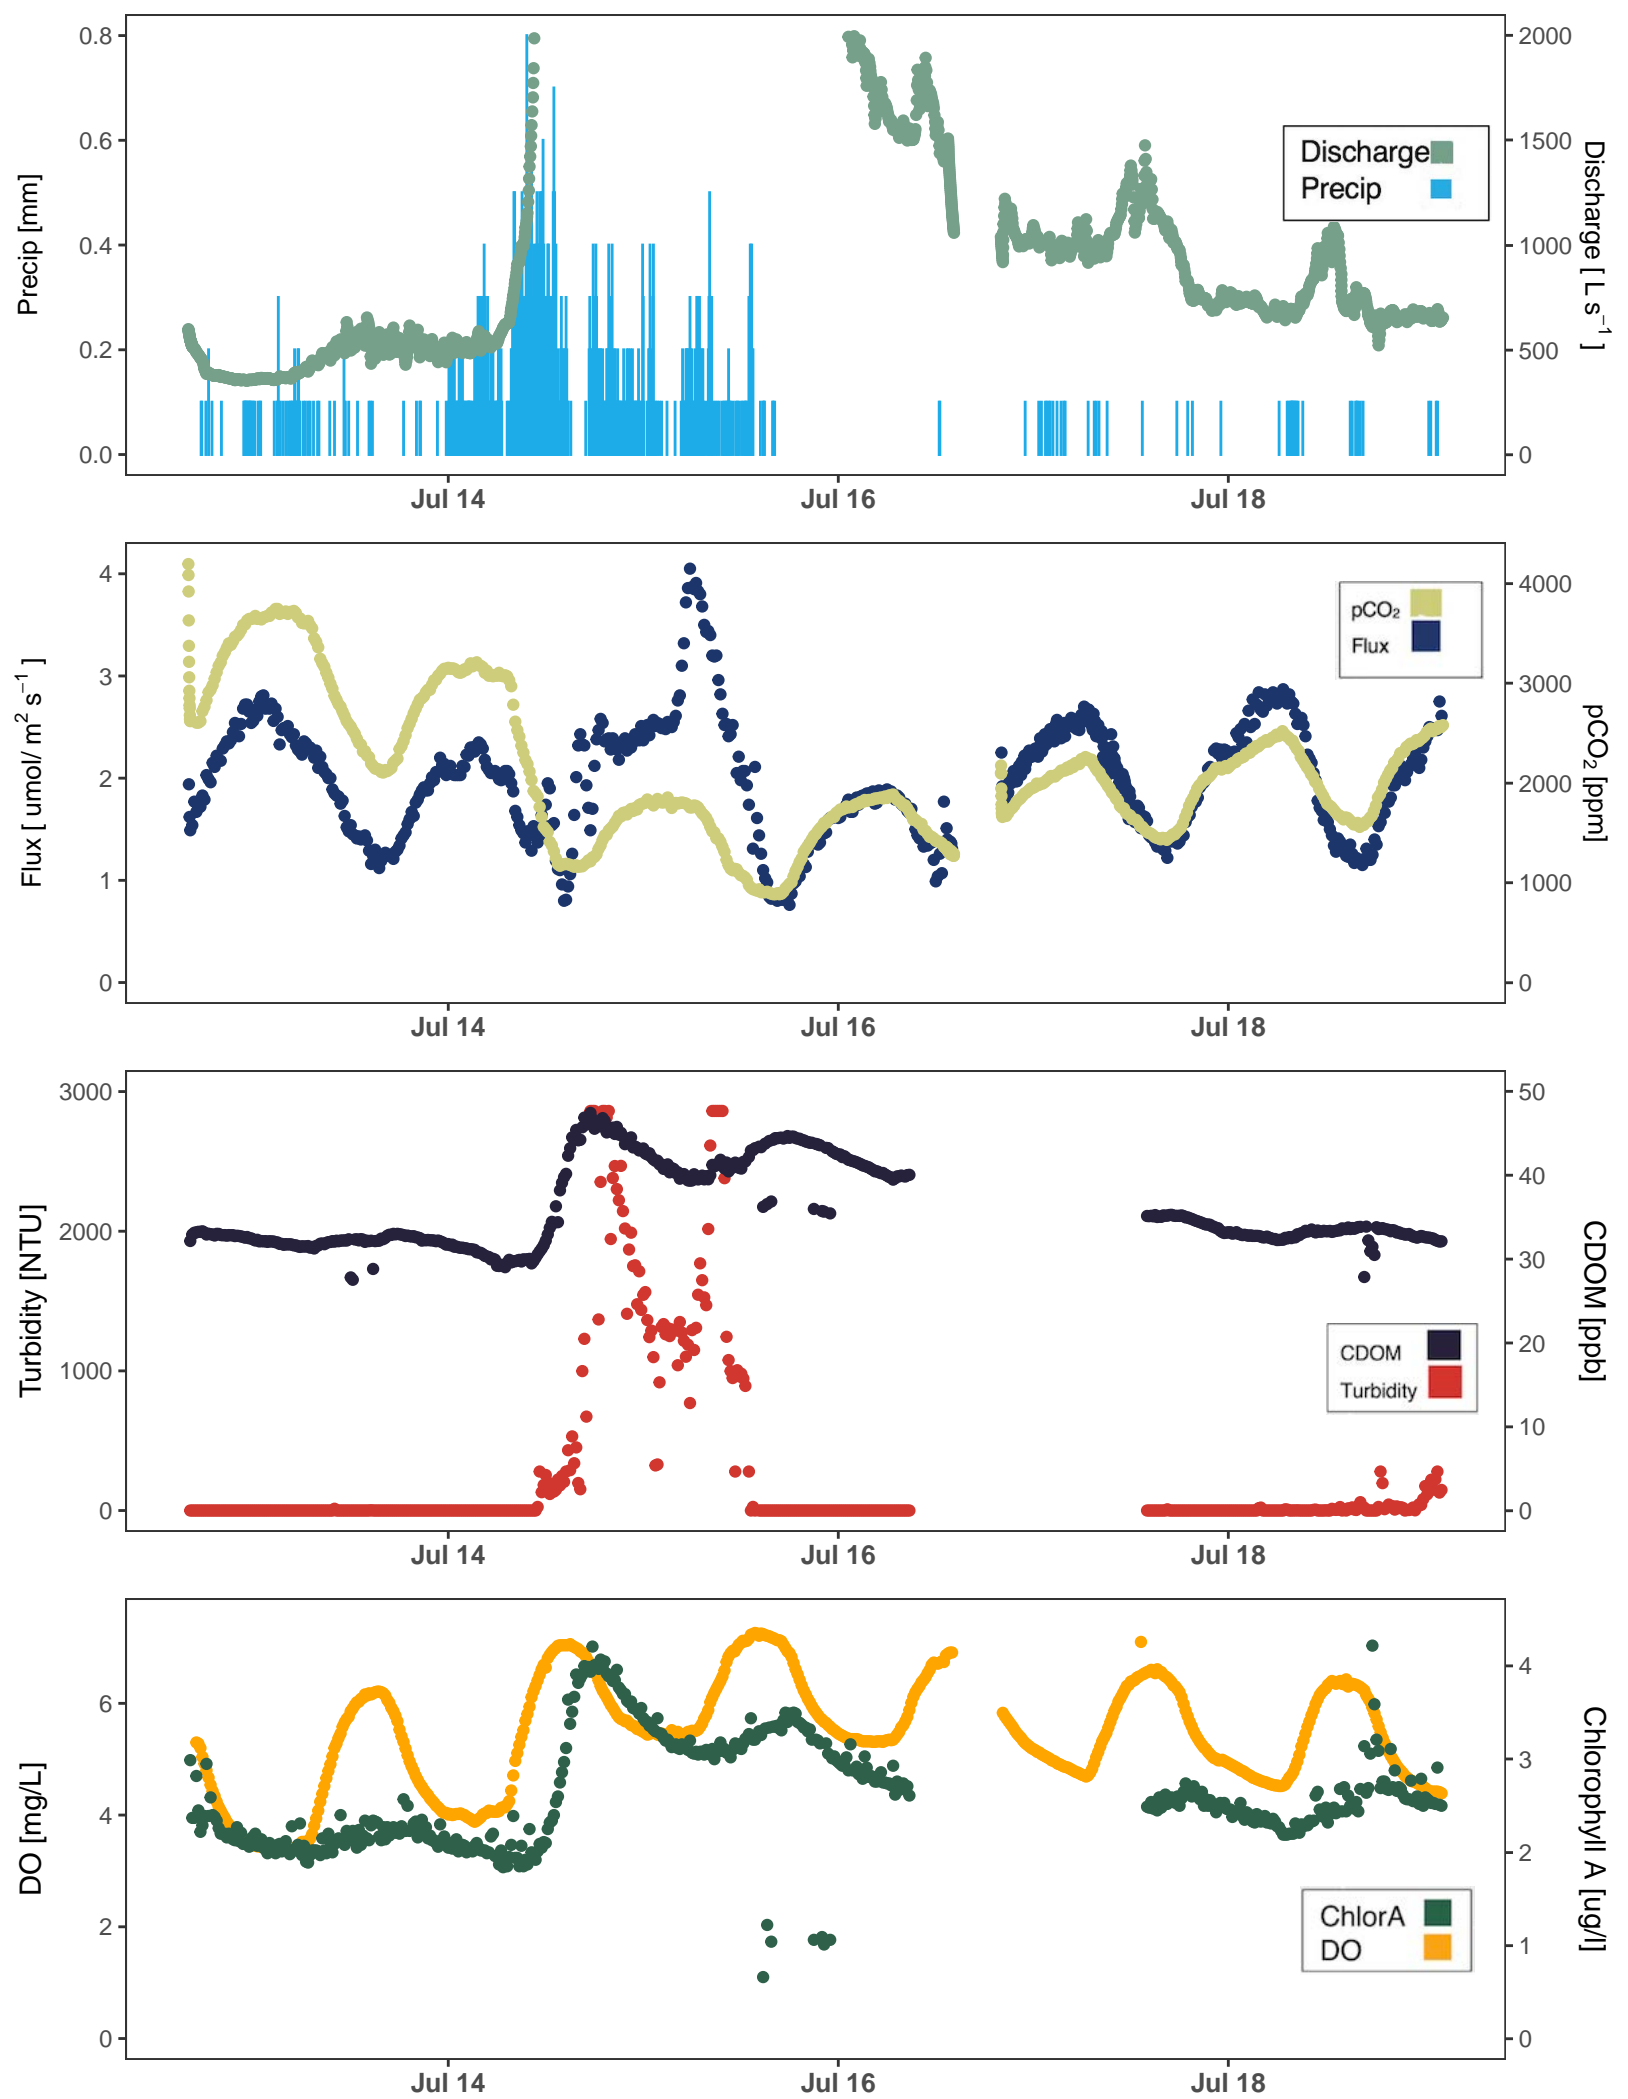 0.8
0.6
0.4
0.2
0.0
Precip [mm]
2000
1500
1000
500
0
Discharge [ L s⁻¹ ]
Discharge
Precip
Jul 14
Jul 16
Jul 18
4
3
2
1
0
Flux [ umol/ m² s⁻¹ ]
4000
3000
2000
1000
0
pCO₂ [ppm]
pCO₂
Flux
Jul 14
Jul 16
Jul 18
3000
2000
1000
0
Turbidity [NTU]
50
40
30
20
10
0
CDOM [ppb]
CDOM
Turbidity
Jul 14
Jul 16
Jul 18
6
4
2
0
DO [mg/L]
4
3
2
1
0
Chlorophyll A [ug/l]
ChlorA
DO
Jul 14
Jul 16
Jul 18